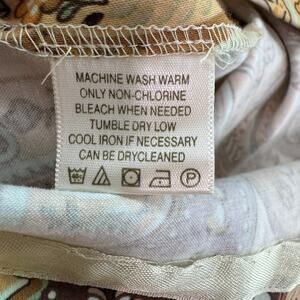 MACHINE WASH WARM
ONLY NON-CHLORINE
BLEACH WHEN NEEDED
TUMBLE DRY LOW
COOL IRON IF NECESSARY
CAN BE DRYCLEANED